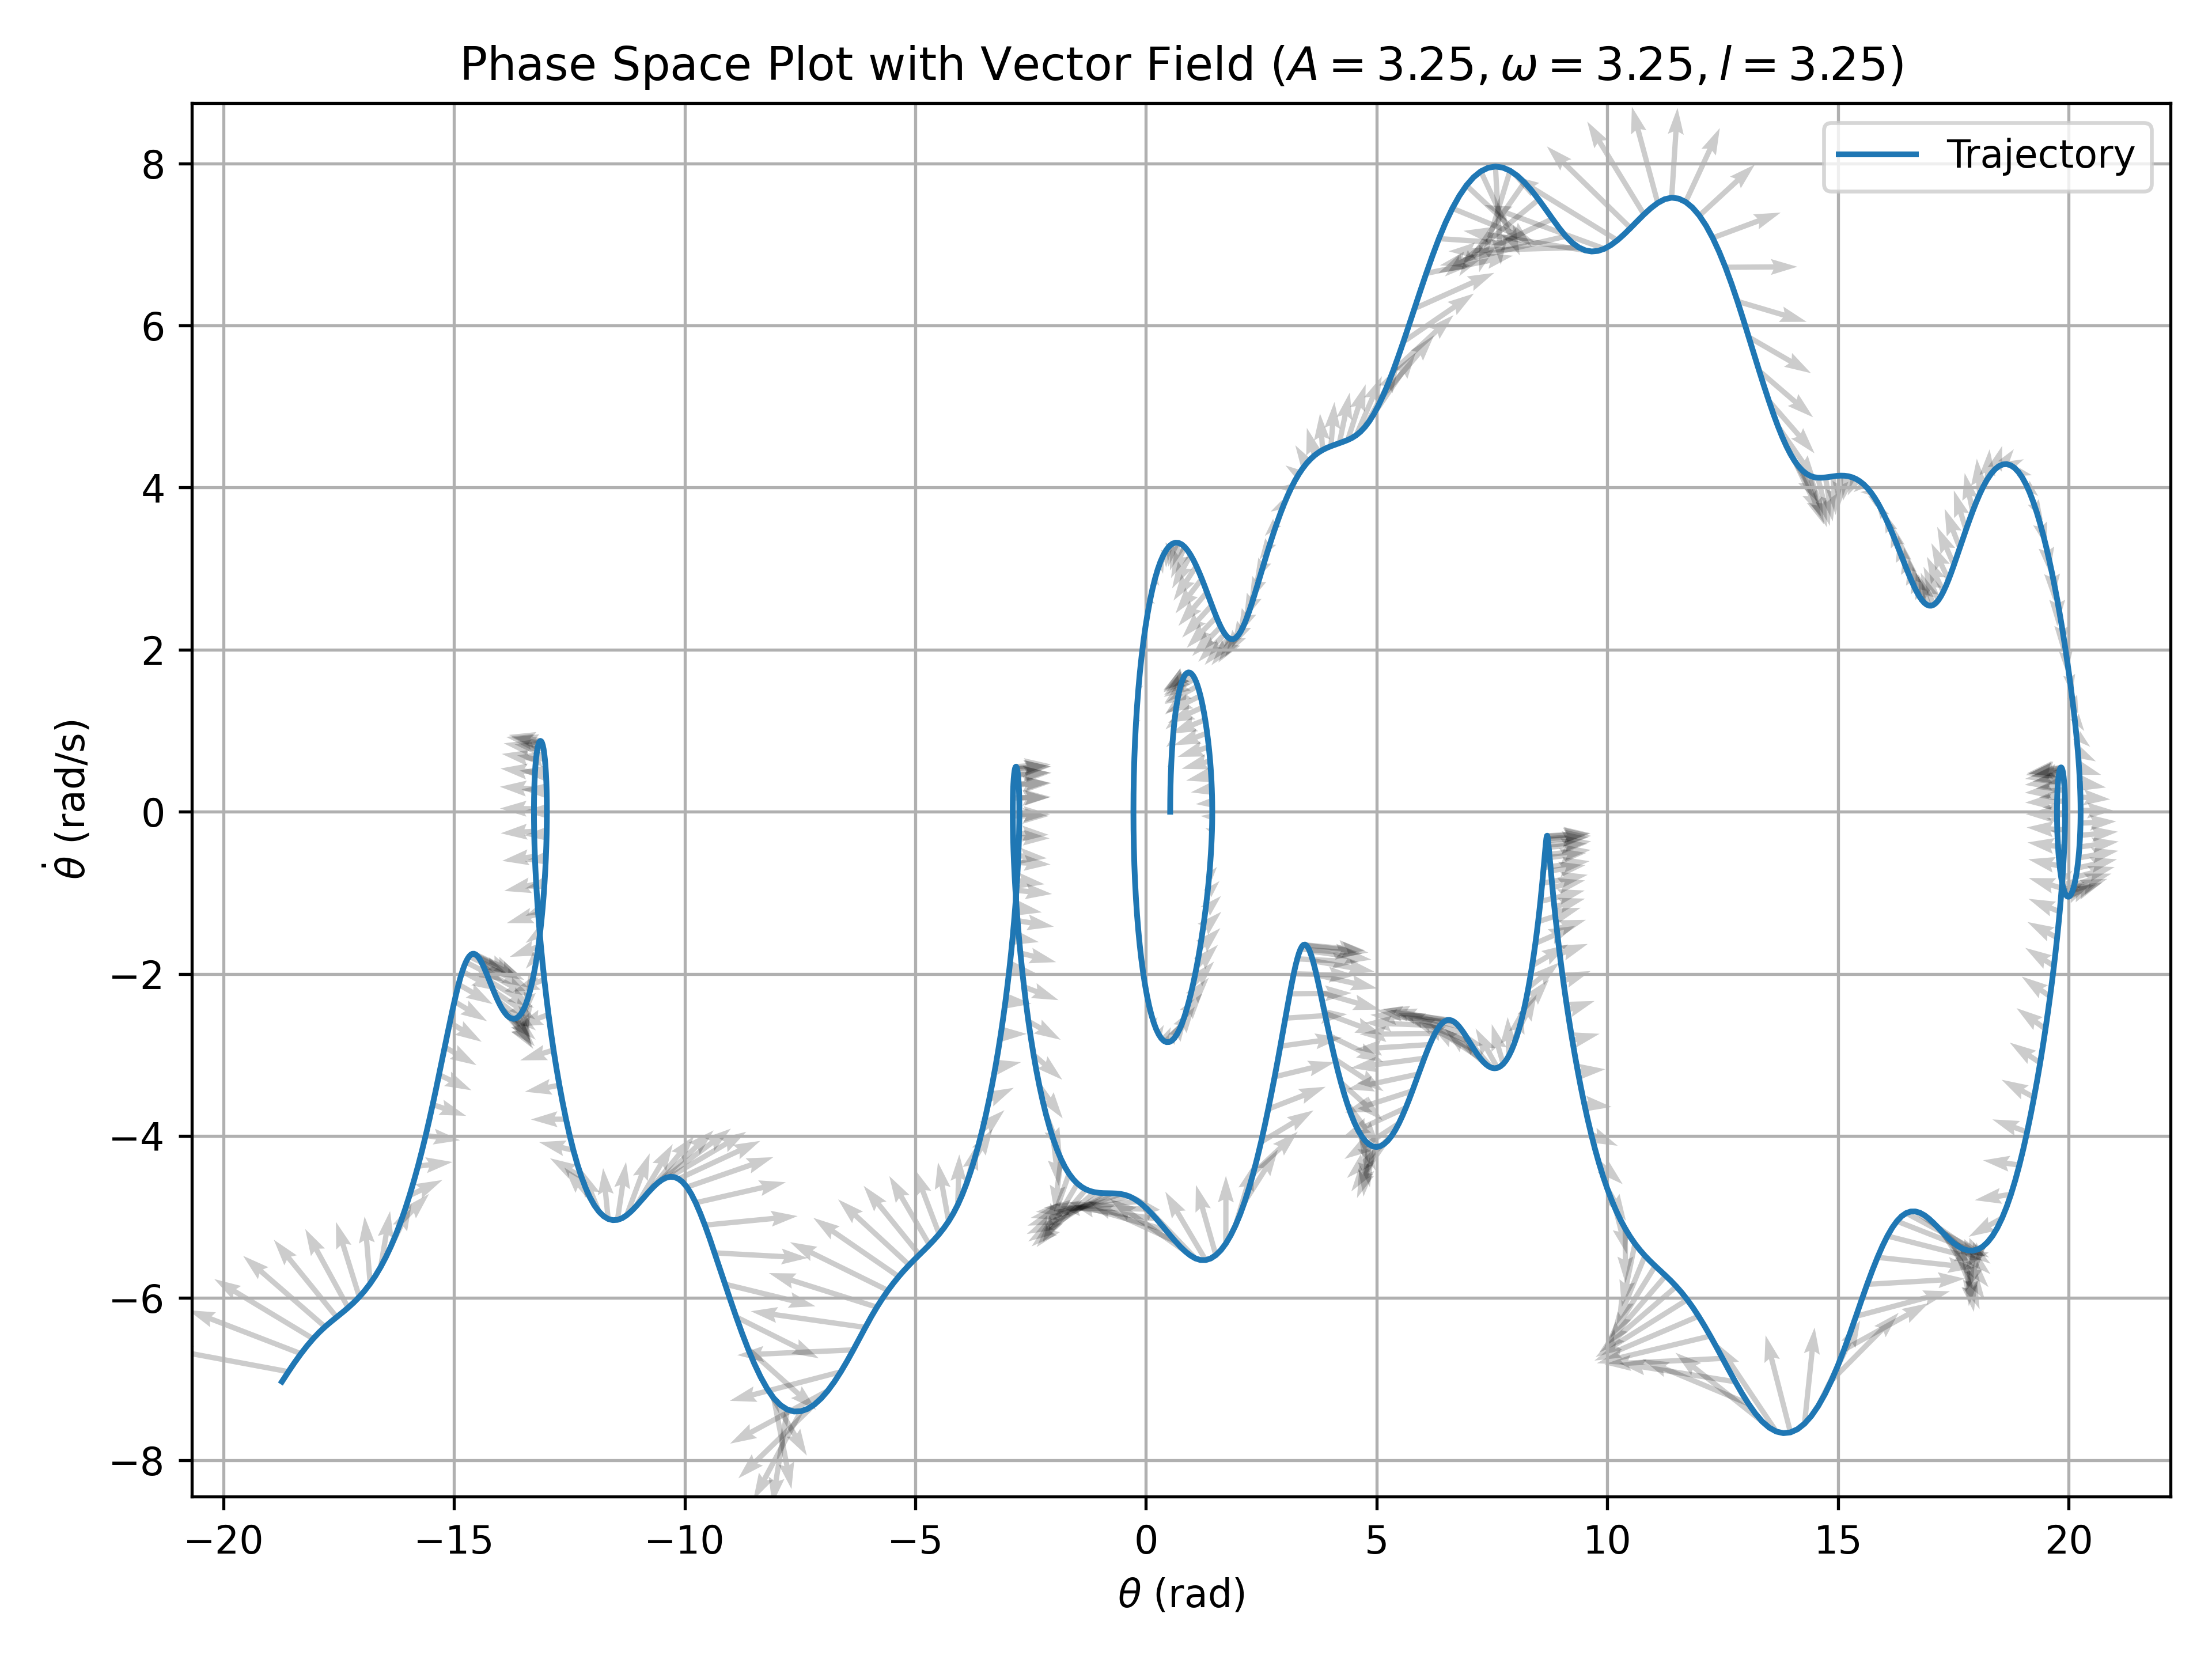 Phase Space Plot with Vector Field (A = 3.25, ω = 3.25, l = 3.25)
Trajectory
8
6
4
2
0
−2
−4
−6
−8
θ̇ (rad/s)
−20 −15 −10 −5 0 5 10 15 20
θ (rad)